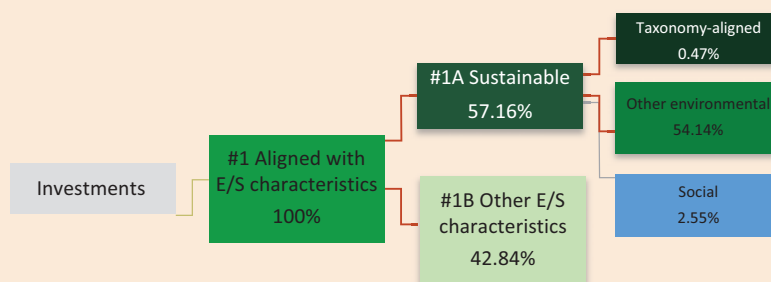 Investments
#1 Aligned with
E/S characteristics
100%
#1A Sustainable
57.16%
#1B Other E/S
characteristics
42.84%
Taxonomy-aligned
0.47%
Other environmental
54.14%
Social
2.55%